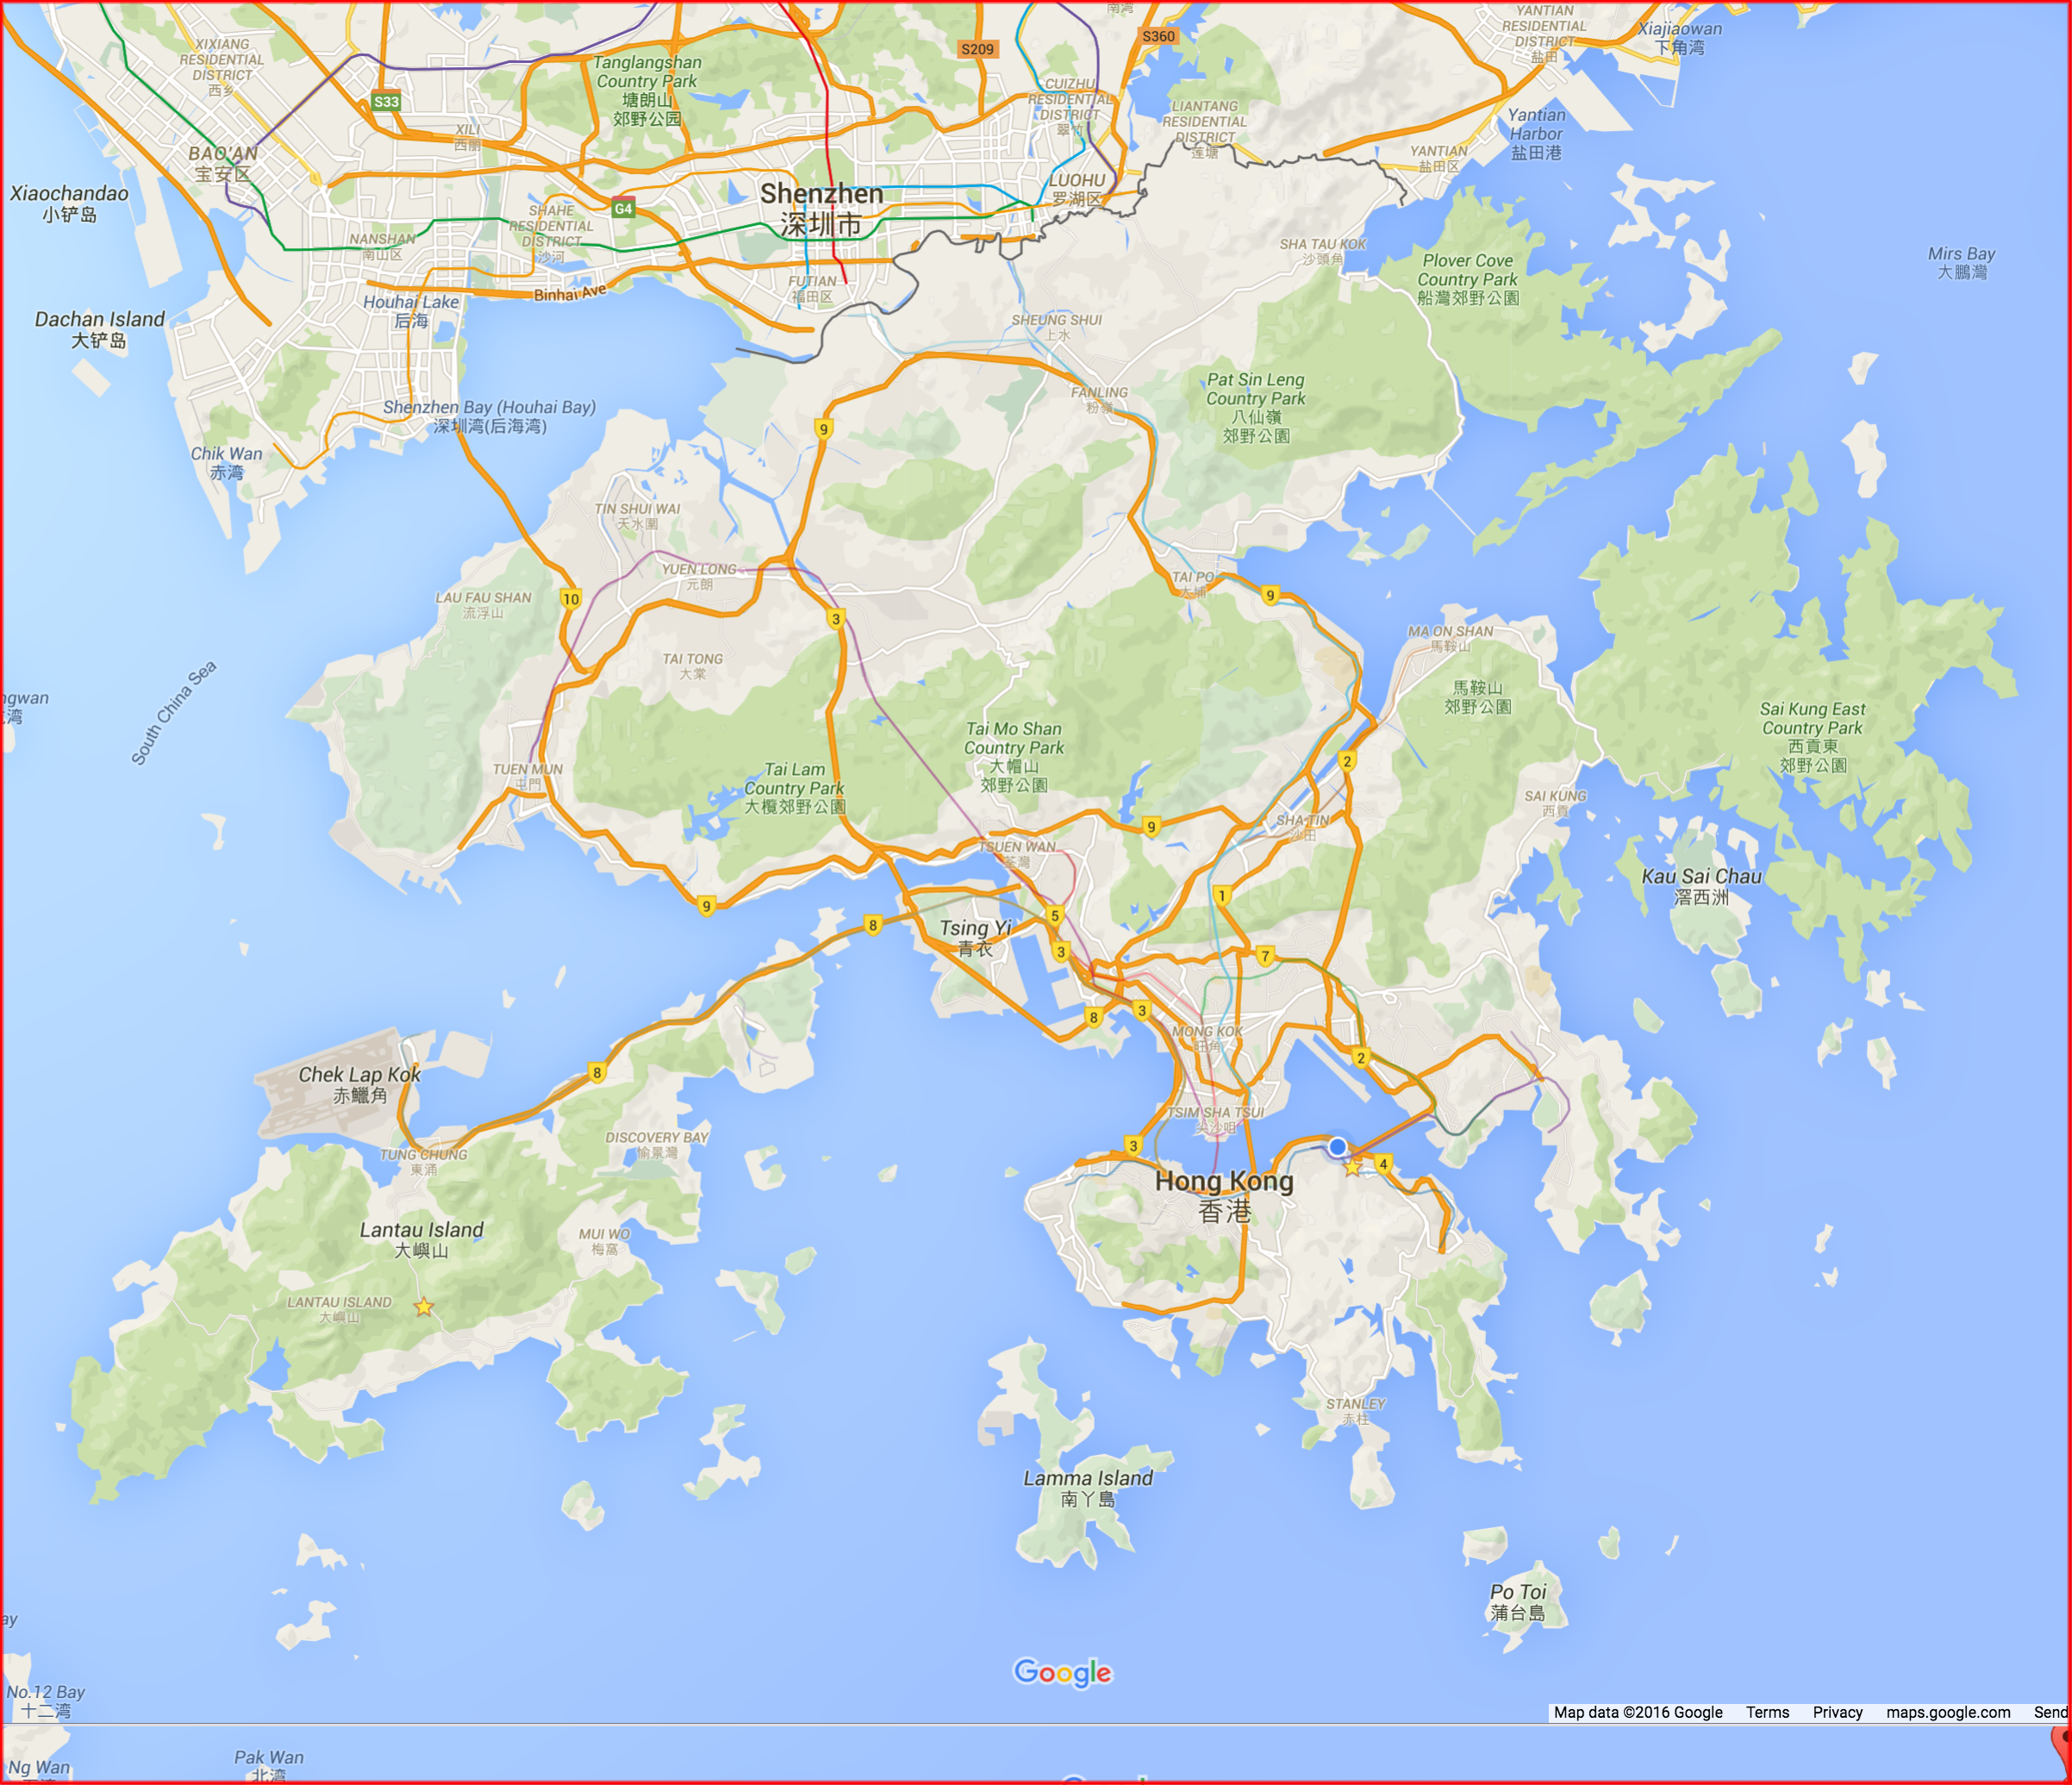 XIXIANG
RESIDENTIAL
DISTRICT
西乡
S33
BAO'AN
宝安区
Xiaochandao
小铲岛
XILI
西丽
Tanglangshan
Country Park
塘朗山
郊野公园
S209
S360
南湾
CUIZHU
RESIDENTIAL
DISTRICT
翠竹
LIANTANG
RESIDENTIAL
DISTRICT
莲塘
YANTIAN
RESIDENTIAL
DISTRICT
盐田
Xiajiaowan
下角湾
Yantian
Harbor
盐田港
YANTIAN
盐田区
LUOHU
罗湖区
Shenzhen
深圳市
G4
SHAHE
RESIDENTIAL
DISTRICT
沙河
NANSHAN
南山区
Binhai Ave
FUTIAN
福田区
Houhai Lake
后海
Dachan Island
大铲岛
SHA TAU KOK
沙頭角
Plover Cove
Country Park
船灣郊野公園
Mirs Bay
大鵬灣
SHEUNG SHUI
上水
FANLING
粉嶺
Pat Sin Leng
Country Park
八仙嶺
郊野公園
Shenzhen Bay (Houhai Bay)
深圳湾(后海湾)
Chik Wan
赤湾
9
TIN SHUI WAI
天水圍
YUEN LONG
元朗
LAU FAU SHAN
流浮山
10
3
TAI PO
大埔
9
MA ON SHAN
馬鞍山
TAI TONG
大棠
馬鞍山
郊野公園
Sai Kung East
Country Park
西貢東
郊野公園
South China Sea
ngwan
湾
TUEN MUN
屯門
Tai Lam
Country Park
大欖郊野公園
Tai Mo Shan
Country Park
大帽山
郊野公園
2
SAI KUNG
西貢
9
SHA TIN
沙田
TSUEN WAN
荃灣
Kau Sai Chau
滘西洲
9
8
Tsing Yi
青衣
5
3
1
7
8
3
MONG KOK
旺角
2
Chek Lap Kok
赤鱲角
8
TSIM SHA TSUI
尖沙咀
DISCOVERY BAY
愉景灣
TUNG CHUNG
東涌
3
4
Hong Kong
香港
Lantau Island
大嶼山
MUI WO
梅窩
LANTAU ISLAND
大嶼山
STANLEY
赤柱
Lamma Island
南丫島
Po Toi
蒲台島
ay
Google
No.12 Bay
十二湾
Map data ©2016 Google Terms Privacy maps.google.com Send
Ng Wan
Pak Wan
北湾